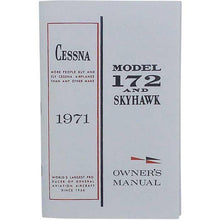 CESSNA
MORE PEOPLE BUY AND
FLY CESSNA AIRPLANES
THAN ANY OTHER MAKE
1971
WORLD'S LARGEST PRO-
DUCER OF GENERAL
AVIATION AIRCRAFT
SINCE 1956
MODEL
172
AND
SKYHAWK
OWNER'S
MANUAL